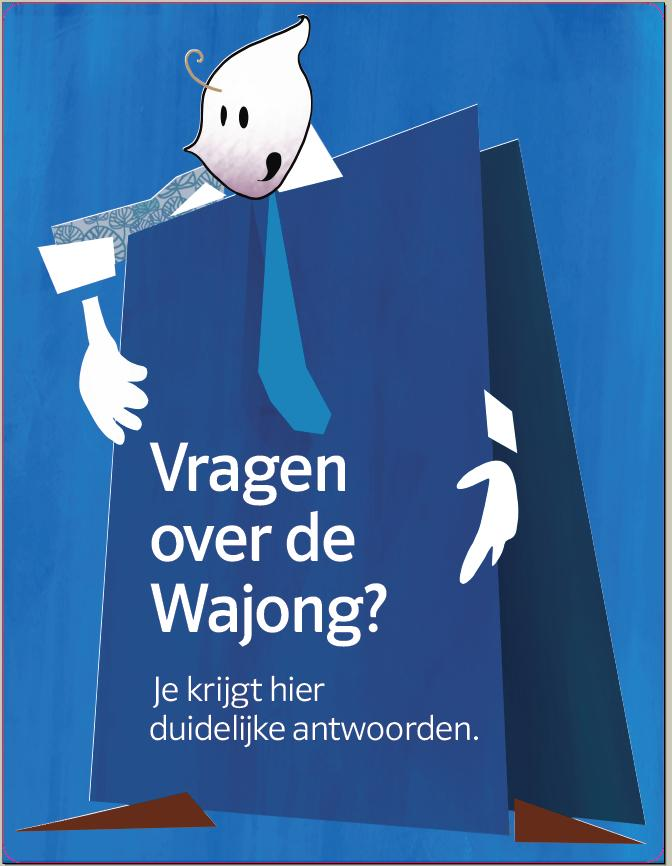 Vragen
over de
Wajong?
Je krijgt hier
duidelijke antwoorden.